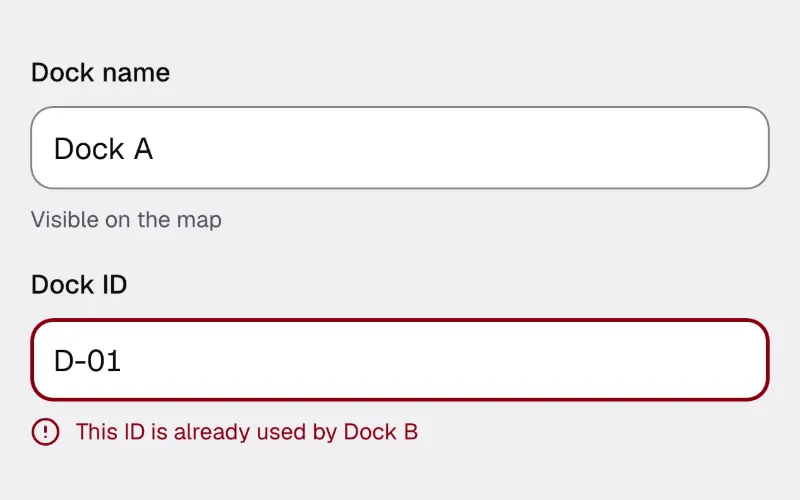 Dock name
Dock A
Visible on the map
Dock ID
D-01
This ID is already used by Dock B